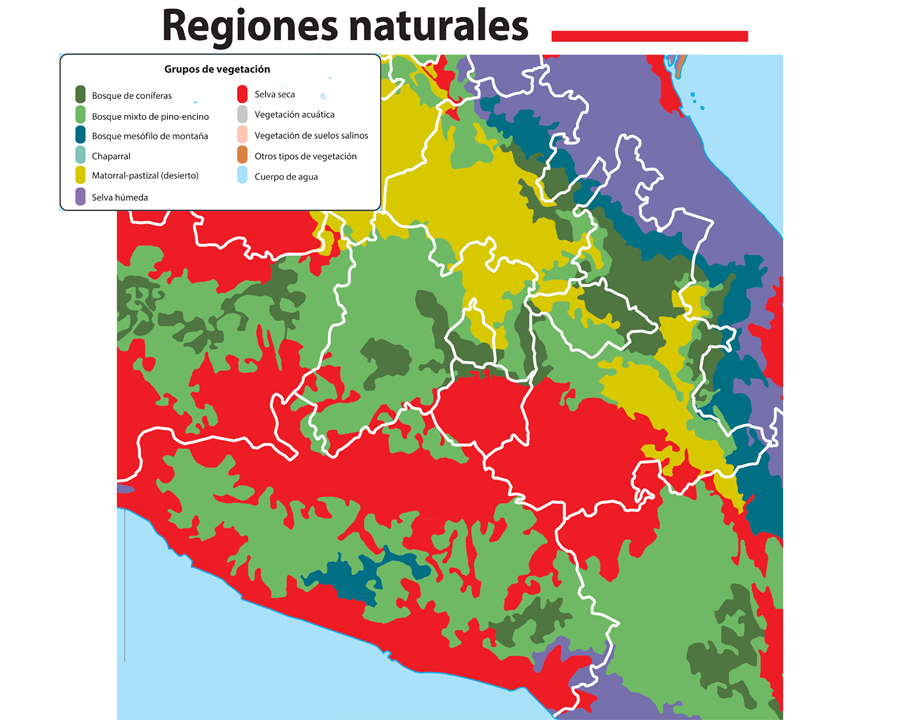 Regiones naturales
Grupos de vegetación
Bosque de coníferas
Bosque mixto de pino-encino
Bosque mesófilo de montaña
Chaparral
Matorral-pastizal (desierto)
Selva húmeda
Selva seca
Vegetación acuática
Vegetación de suelos salinos
Otros tipos de vegetación
Cuerpo de agua